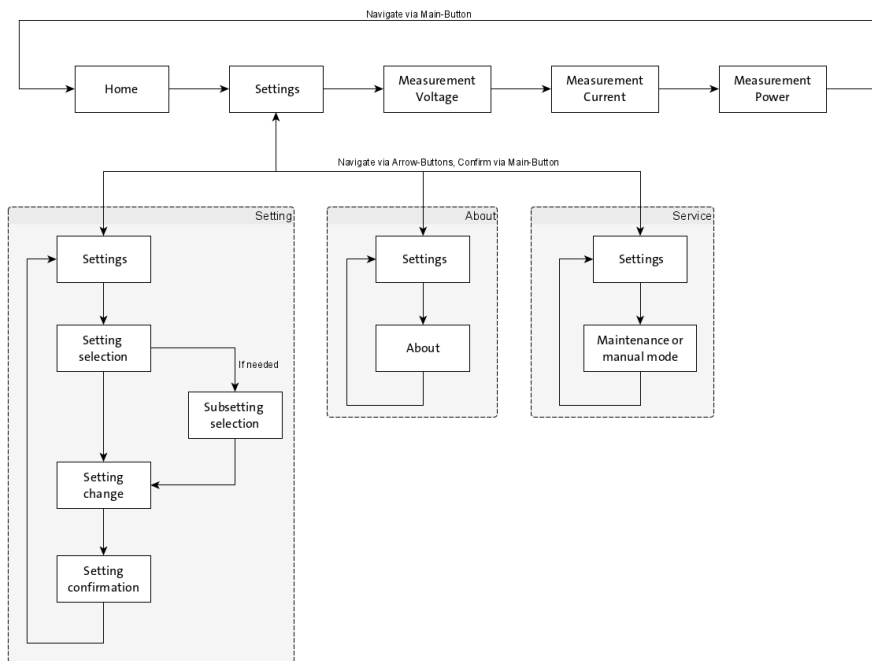 Navigate via Main-Button
Home
Settings
Measurement
Voltage
Measurement
Current
Measurement
Power
Navigate via Arrow-Buttons, Confirm via Main-Button
Setting
Settings
Setting
selection
If needed
Subsetting
selection
Setting
change
Setting
confirmation
About
Settings
About
Service
Settings
Maintenance or
manual mode